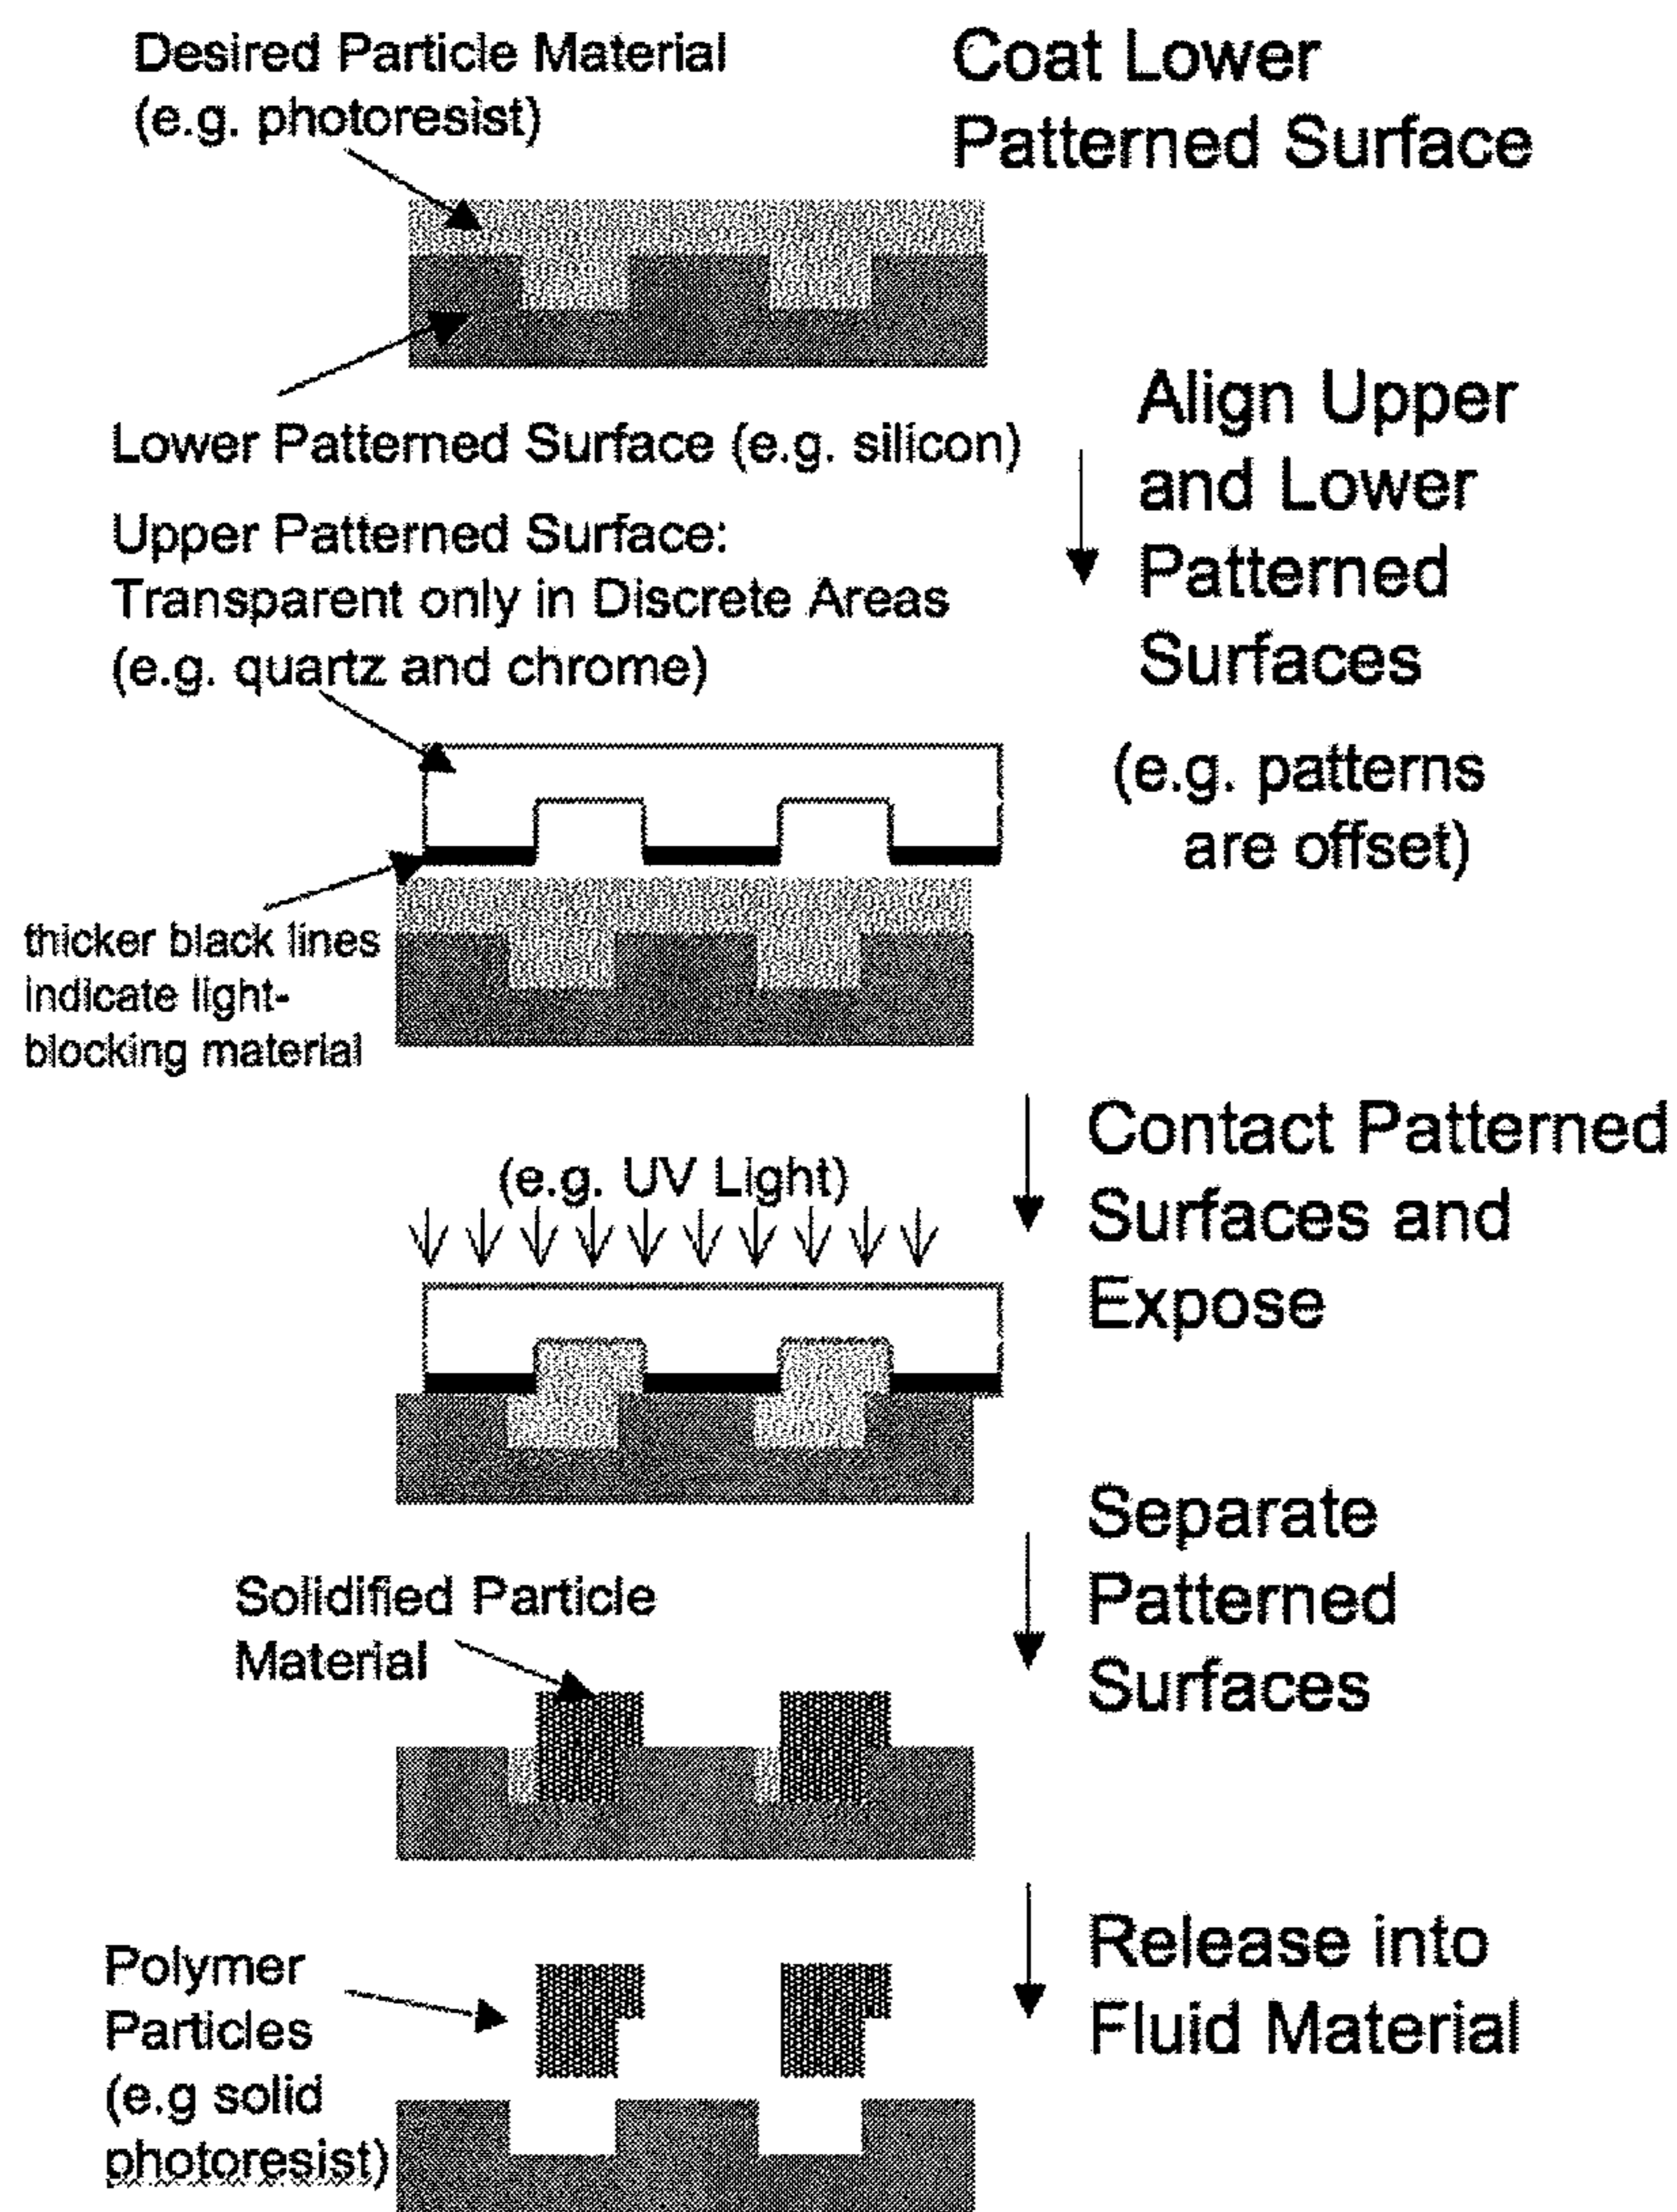 Desired Particle Material
(e.g. photoresist)
Coat Lower
Patterned Surface
Lower Patterned Surface (e.g. silicon)
Align Upper
and Lower
Patterned
Surfaces
(e.g. patterns
are offset)
Upper Patterned Surface:
Transparent only in Discrete Areas
(e.g. quartz and chrome)
thicker black lines
indicate light-
blocking material
Contact Patterned
Surfaces and
Expose
(e.g. UV Light)
Separate
Patterned
Surfaces
Solidified Particle
Material
Release into
Fluid Material
Polymer
Particles
(e.g solid
photoresist)